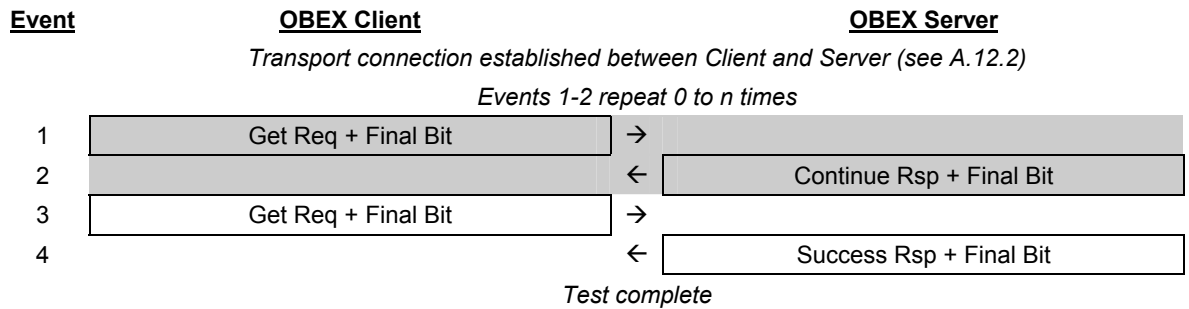 Event OBEX Client OBEX Server
Transport connection established between Client and Server (see A.12.2)
Events 1-2 repeat 0 to n times
1 Get Req + Final Bit →
2 ← Continue Rsp + Final Bit
3 Get Req + Final Bit →
4 ← Success Rsp + Final Bit
Test complete